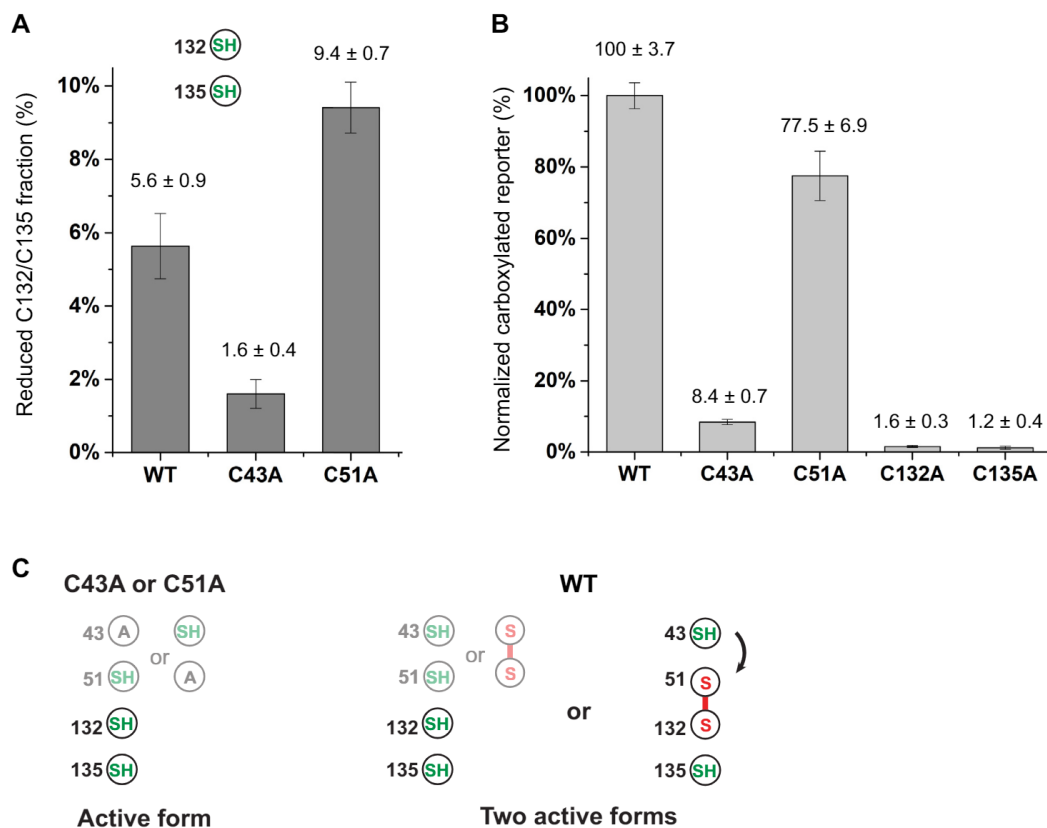 A
132 SH
135 SH
Reduced C132/C135 fraction (%)
10%
8%
6%
4%
2%
0%
5.6 ± 0.9
1.6 ± 0.4
9.4 ± 0.7
WT C43A C51A
B
Normalized carboxylated reporter (%)
100%
80%
60%
40%
20%
0%
100 ± 3.7
8.4 ± 0.7
77.5 ± 6.9
1.6 ± 0.3
1.2 ± 0.4
WT C43A C51A C132A C135A
C
C43A or C51A
43 A SH
or
51 SH A
132 SH
135 SH
Active form
WT
43 SH S
or
51 SH S
132 SH
135 SH
or
43 SH
51 S
132 S
135 SH
Two active forms